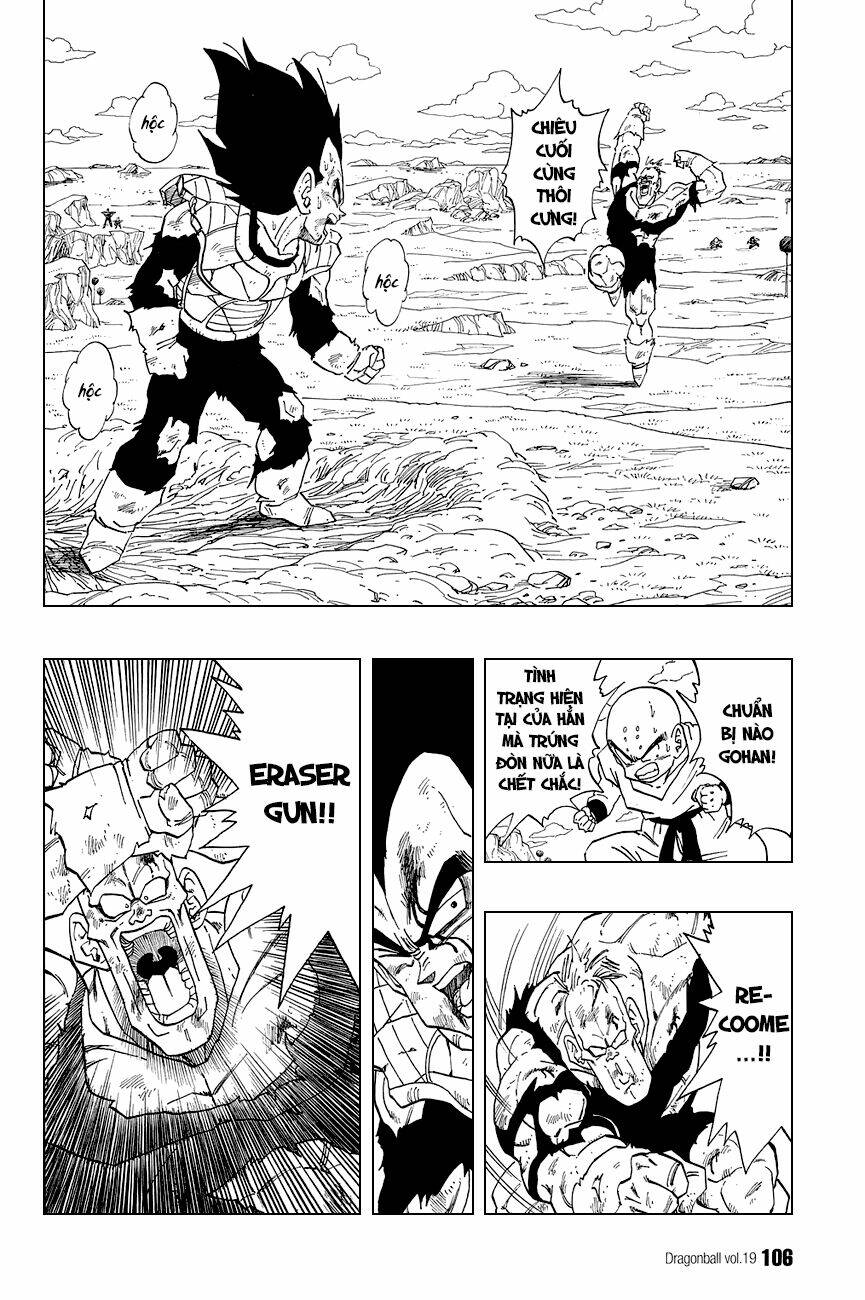 CHIÊU
CUỐI
CÙNG
THÔI
CƯNG!
hộc
hộc
hộc
CHUẨN
BỊ NÀO
GOHAN!
TÌNH
TRẠNG HIỆN
TẠI CỦA HẮN
MÀ TRÚNG
ĐÒN NỮA LÀ
CHẾT CHẮC!
RE-
COOME
...!!
ERASER
GUN!!
Dragonball vol.19 106